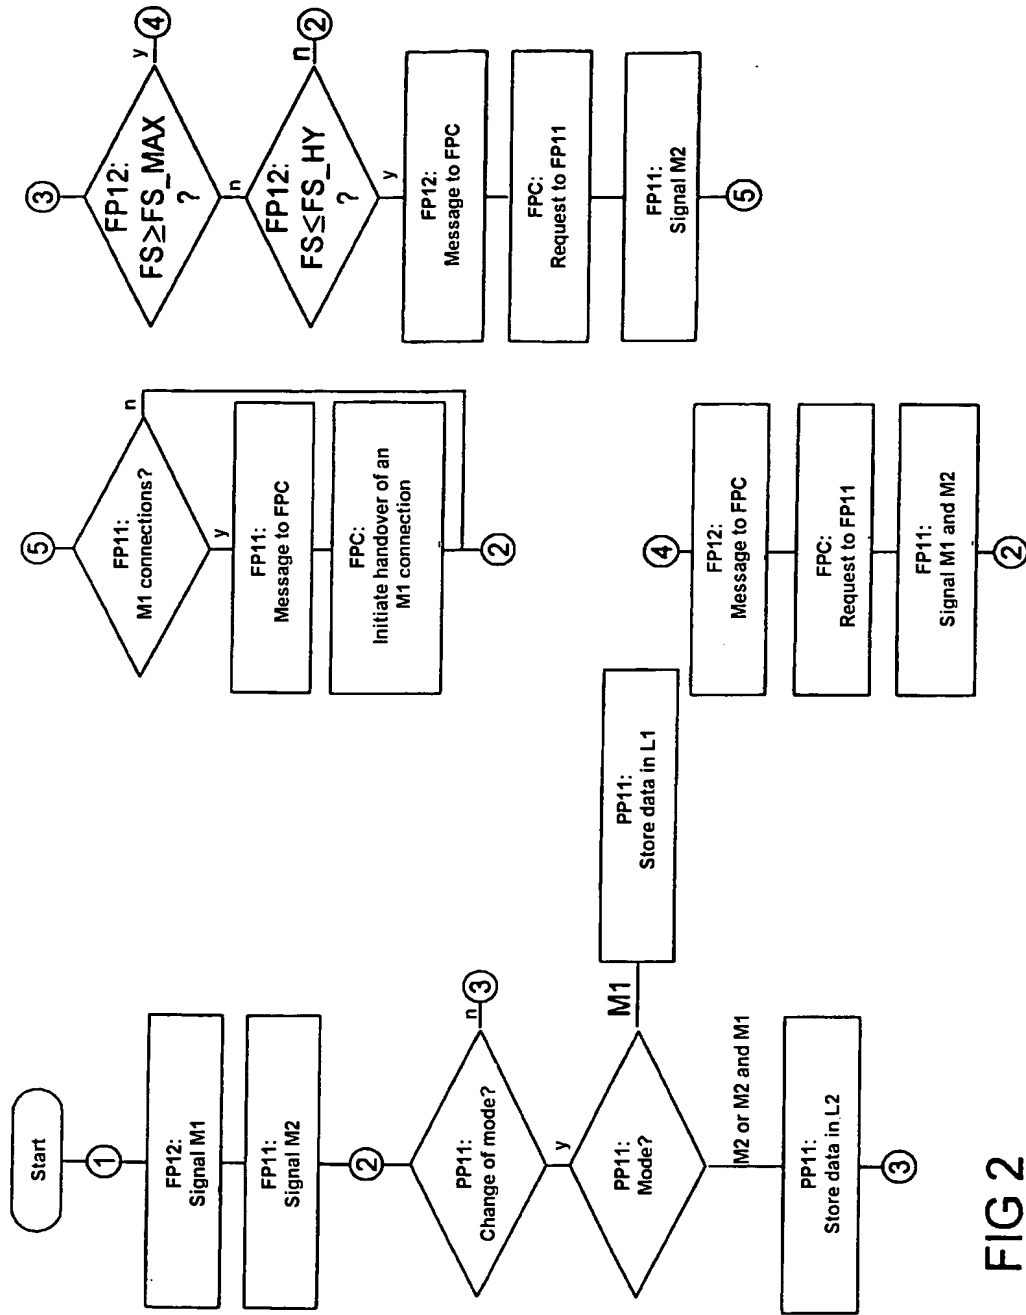 Start
1
FP12:
Signal M1
FP11:
Signal M2
2
PP11:
Change of mode?
n
3
y
PP11:
Mode?
M1
PP11:
Store data in L1
M2 or M2 and M1
PP11:
Store data in L2
3
5
FP11:
M1 connections?
n
y
FP11:
Message to FPC
FPC:
Initiate handover of an
M1 connection
2
4
FP12:
Message to FPC
FPC:
Request to FP11
FP11:
Signal M1 and M2
2
3
FP12:
FS≥FS_MAX
?
y
4
n
FP12:
FS≤FS_HY
?
n
2
y
FP12:
Message to FPC
FPC:
Request to FP11
FP11:
Signal M2
5
FIG 2